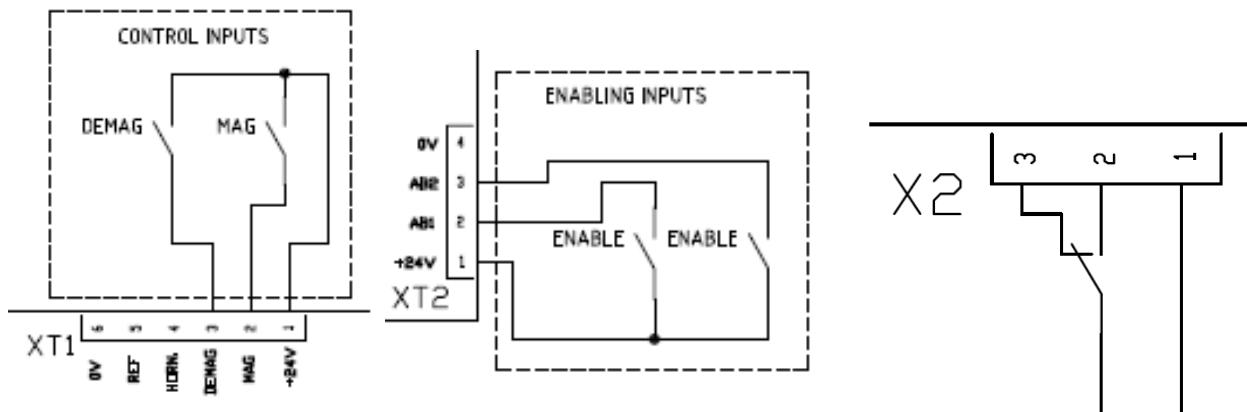 CONTROL INPUTS
DEMAG
MAG
XT1
6
5
4
3
2
1
0V
REF
HORN.
DEMAG
MAG
+24V
ENABLING INPUTS
0V 4
AB2 3
AB1 2
+24V 1
ENABLE ENABLE
XT2
X2
3
2
1